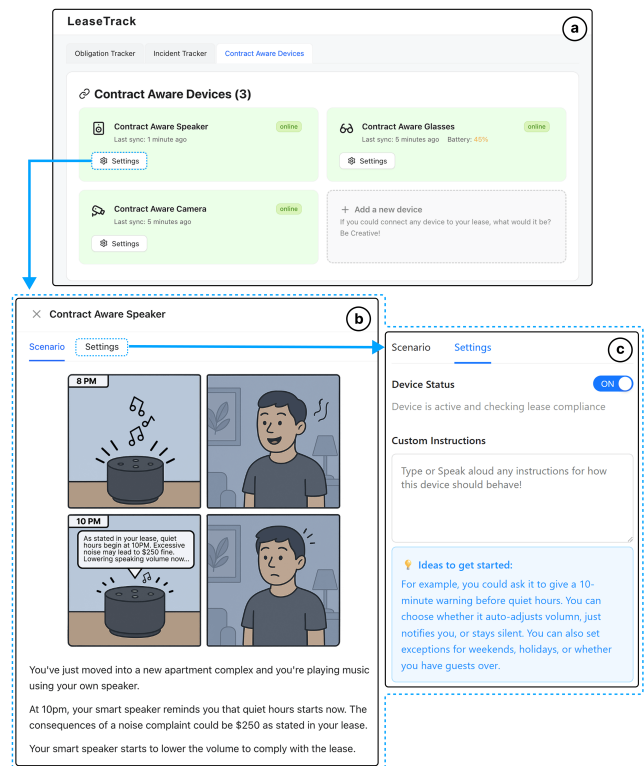 LeaseTrack
a
Obligation Tracker
Incident Tracker
Contract Aware Devices
Contract Aware Devices (3)
Contract Aware Speaker
online
Last sync: 1 minute ago
Settings
Contract Aware Glasses
online
Last sync: 5 minutes ago Battery: 45%
Settings
Contract Aware Camera
online
Last sync: 5 minutes ago
Settings
+ Add a new device
If you could connect any device to your lease, what would it be?
Be Creative!
Contract Aware Speaker
b
Scenario
Settings
8 PM
10 PM
As stated in your lease, quiet
hours begin at 10PM. Excessive
noise may lead to $250 fine.
Lowering speaking volume now...
You've just moved into a new apartment complex and you're playing music
using your own speaker.
At 10pm, your smart speaker reminds you that quiet hours starts now. The
consequences of a noise complaint could be $250 as stated in your lease.
Your smart speaker starts to lower the volume to comply with the lease.
Scenario
Settings
c
Device Status
ON
Device is active and checking lease compliance
Custom Instructions
Type or Speak aloud any instructions for how
this device should behave!
Ideas to get started:
For example, you could ask it to give a 10-
minute warning before quiet hours. You can
choose whether it auto-adjusts volumn, just
notifies you, or stays silent. You can also set
exceptions for weekends, holidays, or whether
you have guests over.